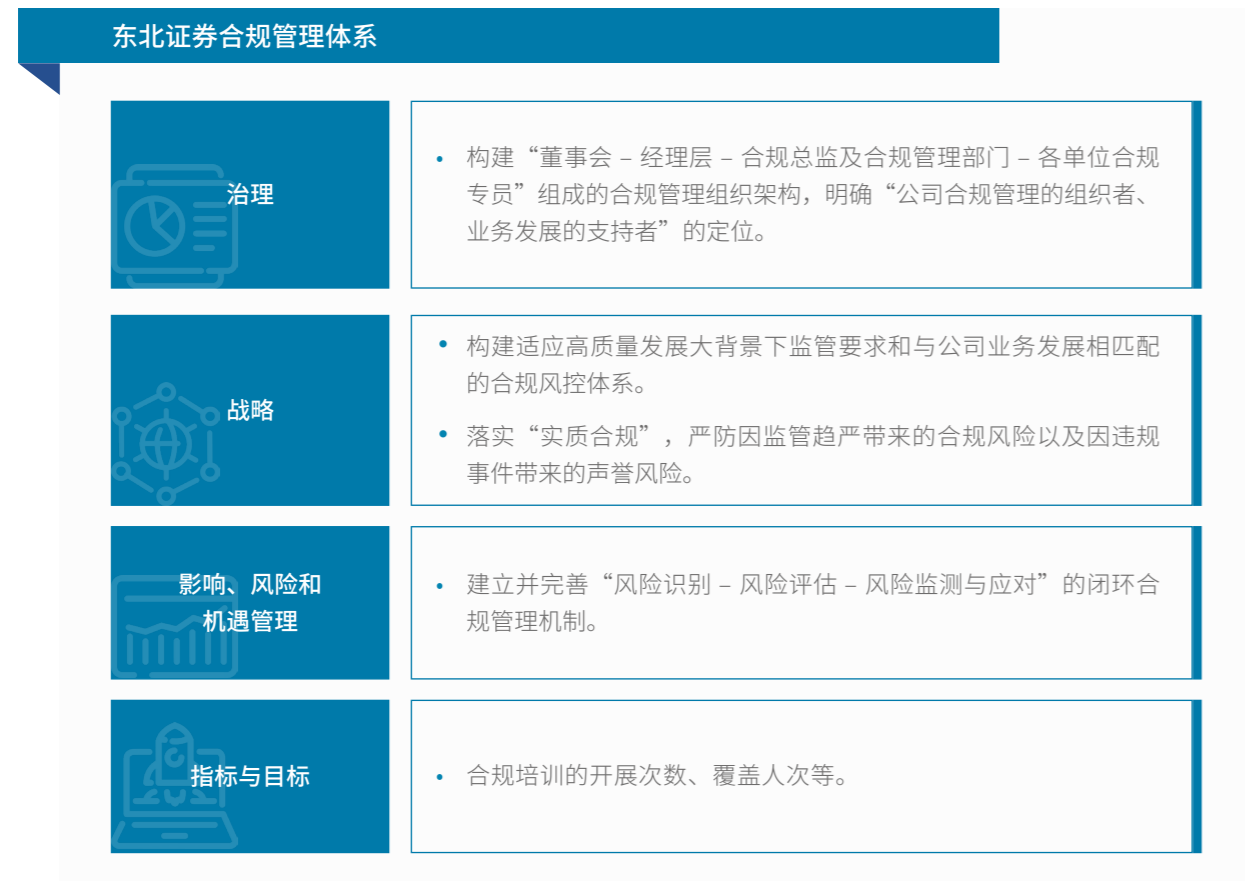 东北证券合规管理体系
治理
• 构建“董事会 – 经理层 – 合规总监及合规管理部门 – 各单位合规
专员”组成的合规管理组织架构，明确“公司合规管理的组织者、
业务发展的支持者”的定位。
战略
• 构建适应高质量发展大背景下监管要求和与公司业务发展相匹配
的合规风控体系。
• 落实“实质合规”，严防因监管趋严带来的合规风险以及因违规
事件带来的声誉风险。
影响、风险和
机遇管理
• 建立并完善“风险识别 – 风险评估 – 风险监测与应对”的闭环合
规管理机制。
指标与目标
• 合规培训的开展次数、覆盖人次等。